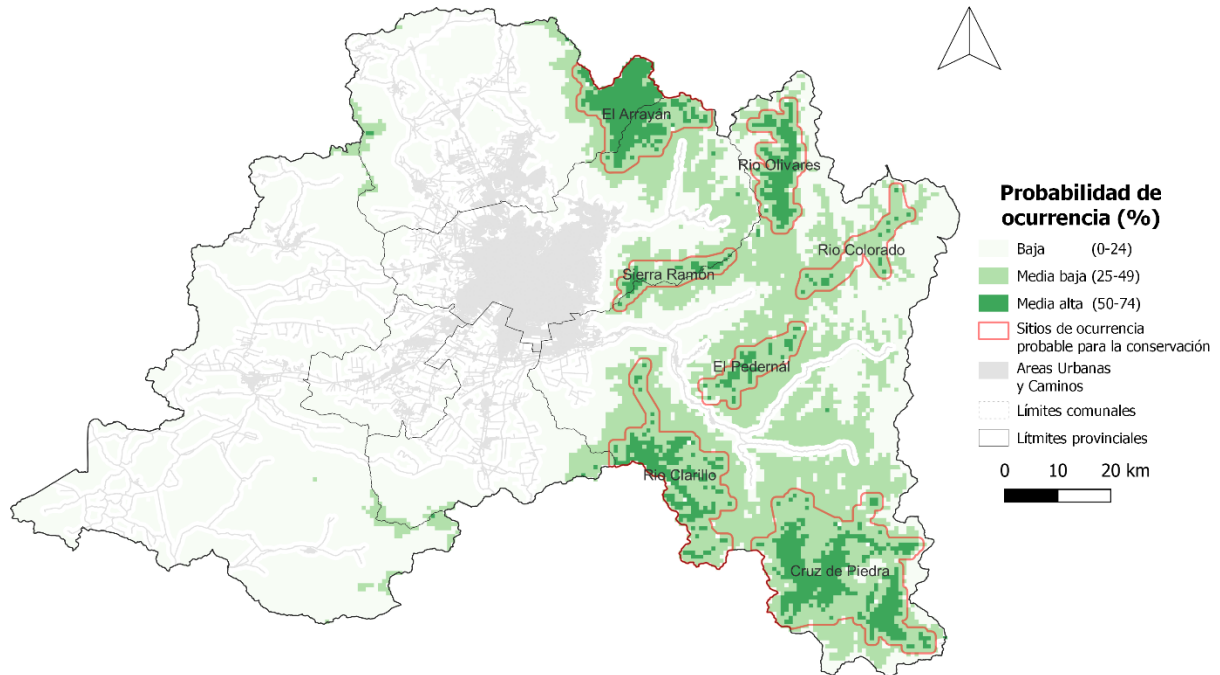 El Arrayán
Rio Olivares
Rio Colorado
Sierra Ramón
El Pedernál
Rio Clarillo
Cruz de Piedra
Probabilidad de
ocurrencia (%)
Baja (0-24)
Media baja (25-49)
Media alta (50-74)
Sitios de ocurrencia
probable para la conservación
Areas Urbanas
y Caminos
Límites comunales
Lítmites provinciales
0 10 20 km